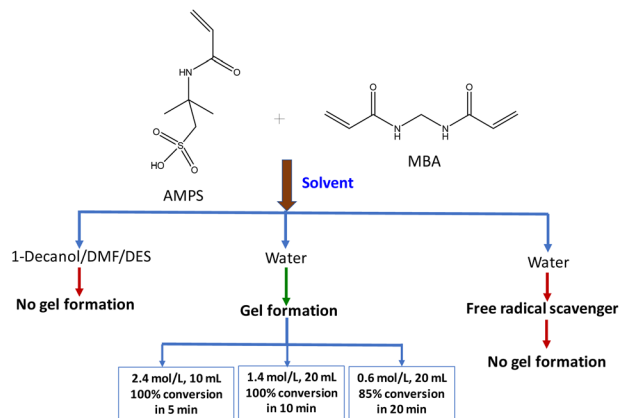 HN
O
O
S
O
HO
AMPS
+
O
N
H
N
H
O
MBA
Solvent
1-Decanol/DMF/DES
No gel formation
Water
Gel formation
Water
Free radical scavenger
No gel formation
2.4 mol/L, 10 mL
100% conversion
in 5 min
1.4 mol/L, 20 mL
100% conversion
in 10 min
0.6 mol/L, 20 mL
85% conversion
in 20 min